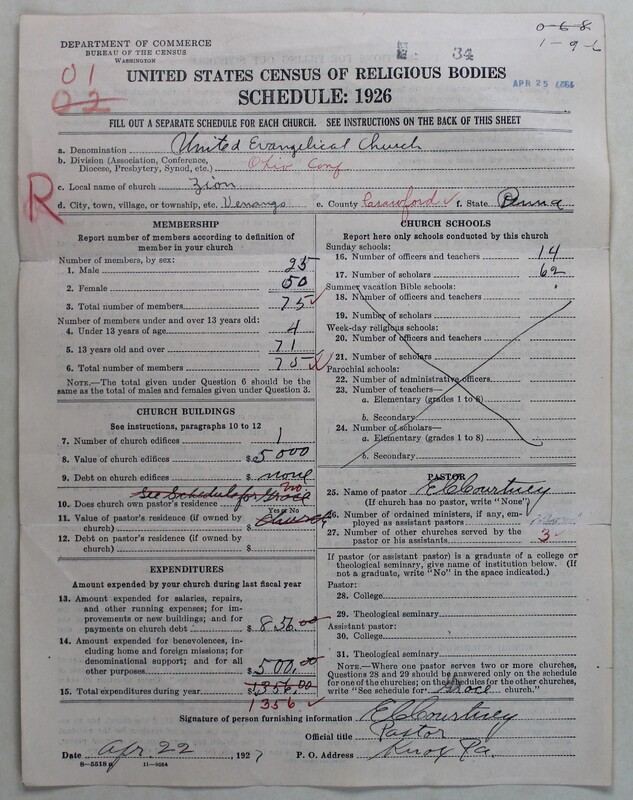 DEPARTMENT OF COMMERCE
BUREAU OF THE CENSUS
WASHINGTON
0-6-8
1-9-6
34
01
02
APR 25
UNITED STATES CENSUS OF RELIGIOUS BODIES
SCHEDULE: 1926
FILL OUT A SEPARATE SCHEDULE FOR EACH CHURCH. SEE INSTRUCTIONS ON THE BACK OF THIS SHEET
a. Denomination United Evangelical Church
b. Division (Association, Conference, Diocese, Presbytery, Synod, etc.) Ohio Conf
c. Local name of church Zion
R
d. City, town, village, or township, etc. Venango e. County Crawford f. State Penna
MEMBERSHIP
Report number of members according to definition of member in your church
Number of members, by sex:
1. Male 25
2. Female 50
3. Total number of members 75
Number of members under and over 13 years old:
4. Under 13 years of age 4
5. 13 years old and over 71
6. Total number of members 75
NOTE.—The total given under Question 6 should be the same as the total of males and females given under Question 3.
CHURCH BUILDINGS
See instructions, paragraphs 10 to 12
7. Number of church edifices 1
8. Value of church edifices $ 5000
9. Debt on church edifices $ none
See Schedule for Grace
10. Does church own pastor's residence no
Yes or No
11. Value of pastor's residence (if owned by church) $ Church
12. Debt on pastor's residence (if owned by church) $
EXPENDITURES
Amount expended by your church during last fiscal year
13. Amount expended for salaries, repairs, and other running expenses; for improvements or new buildings; and for payments on church debt $ 856.00
14. Amount expended for benevolences, including home and foreign missions; for denominational support; and for all other purposes $ 500.00
15. Total expenditures during year $ 1356.00
1356
CHURCH SCHOOLS
Report here only schools conducted by this church
Sunday schools:
16. Number of officers and teachers 14
17. Number of scholars 62
Summer vacation Bible schools:
18. Number of officers and teachers
19. Number of scholars
Week-day religious schools:
20. Number of officers and teachers
21. Number of scholars
Parochial schools:
22. Number of administrative officers
23. Number of teachers—
a. Elementary (grades 1 to 8)
b. Secondary
24. Number of scholars—
a. Elementary (grades 1 to 8)
b. Secondary
PASTOR
25. Name of pastor E C Courtney
(If church has no pastor, write "None")
26. Number of ordained ministers, if any, employed as assistant pastors
27. Number of other churches served by the pastor or his assistants 3
If pastor (or assistant pastor) is a graduate of a college or theological seminary, give name of institution below. (If not a graduate, write "No" in the space indicated.)
Pastor:
28. College
29. Theological seminary
Assistant pastor:
30. College
31. Theological seminary
NOTE.—Where one pastor serves two or more churches, Questions 28 and 29 should be answered only on the schedule for one of the churches; on the schedules for the other churches, write "See schedule for Grace church."
Signature of person furnishing information E C Courtney
Official title Pastor
Date Apr. 22, 1927 P. O. Address Knox Pa.
8—5518a 11—9564